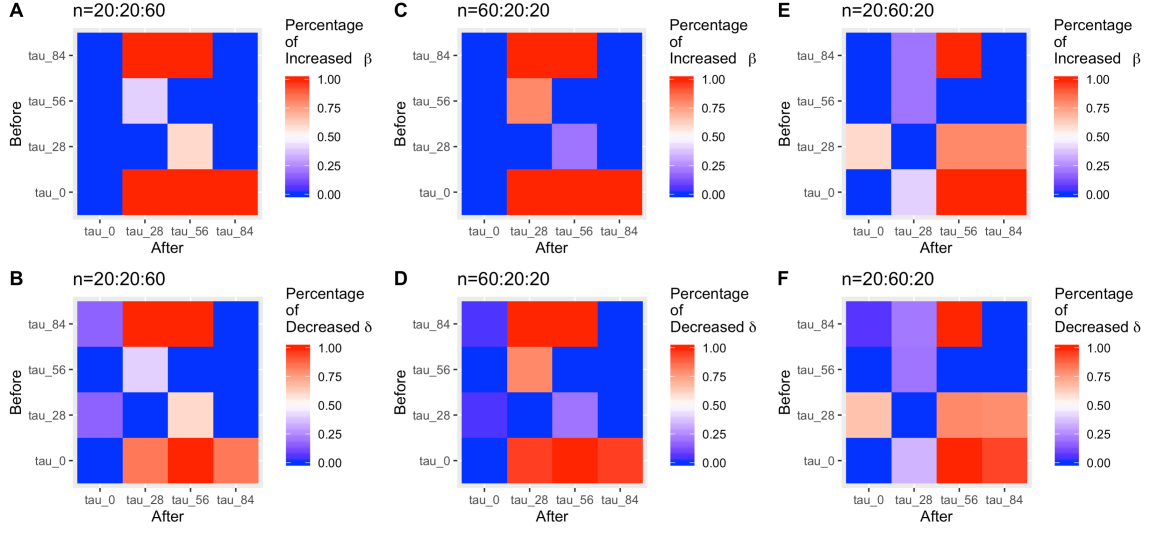 A
n=20:20:60
Percentage
of
Increased β
1.00
0.75
0.50
0.25
0.00
Before
tau_84
tau_56
tau_28
tau_0
tau_0 tau_28 tau_56 tau_84
After
C
n=60:20:20
Percentage
of
Increased β
1.00
0.75
0.50
0.25
0.00
Before
tau_84
tau_56
tau_28
tau_0
tau_0 tau_28 tau_56 tau_84
After
E
n=20:60:20
Percentage
of
Increased β
1.00
0.75
0.50
0.25
0.00
Before
tau_84
tau_56
tau_28
tau_0
tau_0 tau_28 tau_56 tau_84
After
B
n=20:20:60
Percentage
of
Decreased δ
1.00
0.75
0.50
0.25
0.00
Before
tau_84
tau_56
tau_28
tau_0
tau_0 tau_28 tau_56 tau_84
After
D
n=60:20:20
Percentage
of
Decreased δ
1.00
0.75
0.50
0.25
0.00
Before
tau_84
tau_56
tau_28
tau_0
tau_0 tau_28 tau_56 tau_84
After
F
n=20:60:20
Percentage
of
Decreased δ
1.00
0.75
0.50
0.25
0.00
Before
tau_84
tau_56
tau_28
tau_0
tau_0 tau_28 tau_56 tau_84
After